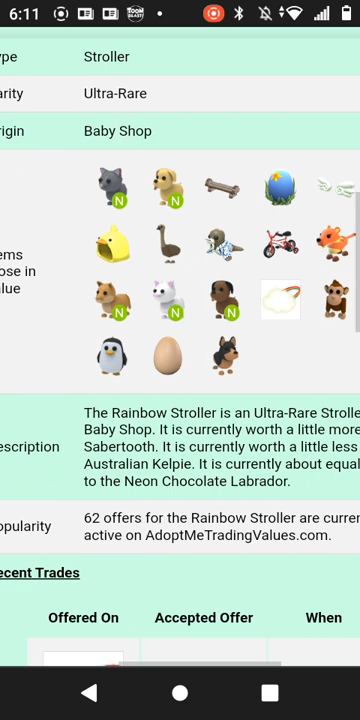 6:11
ype Stroller
arity Ultra-Rare
rigin Baby Shop
N N
ems
ose in
alue
N N N
The Rainbow Stroller is an Ultra-Rare Strolle
Baby Shop. It is currently worth a little more
escription Sabertooth. It is currently worth a little less
Australian Kelpie. It is currently about equal
to the Neon Chocolate Labrador.
opularity 62 offers for the Rainbow Stroller are curren
active on AdoptMeTradingValues.com.
ecent Trades
Offered On Accepted Offer When